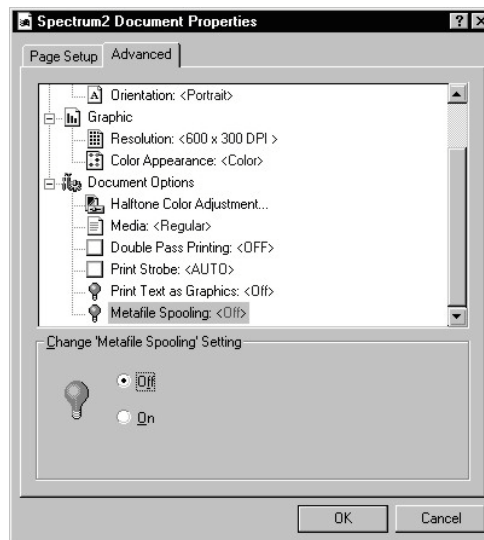 Spectrum2 Document Properties
Page Setup
Advanced
A Orientation: <Portrait>
Graphic
Resolution: <600 x 300 DPI >
Color Appearance: <Color>
Document Options
Halftone Color Adjustment...
Media: <Regular>
Double Pass Printing: <OFF>
Print Strobe: <AUTO>
Print Text as Graphics: <Off>
Metafile Spooling: <Off>
Change 'Metafile Spooling' Setting
Off
On
OK
Cancel